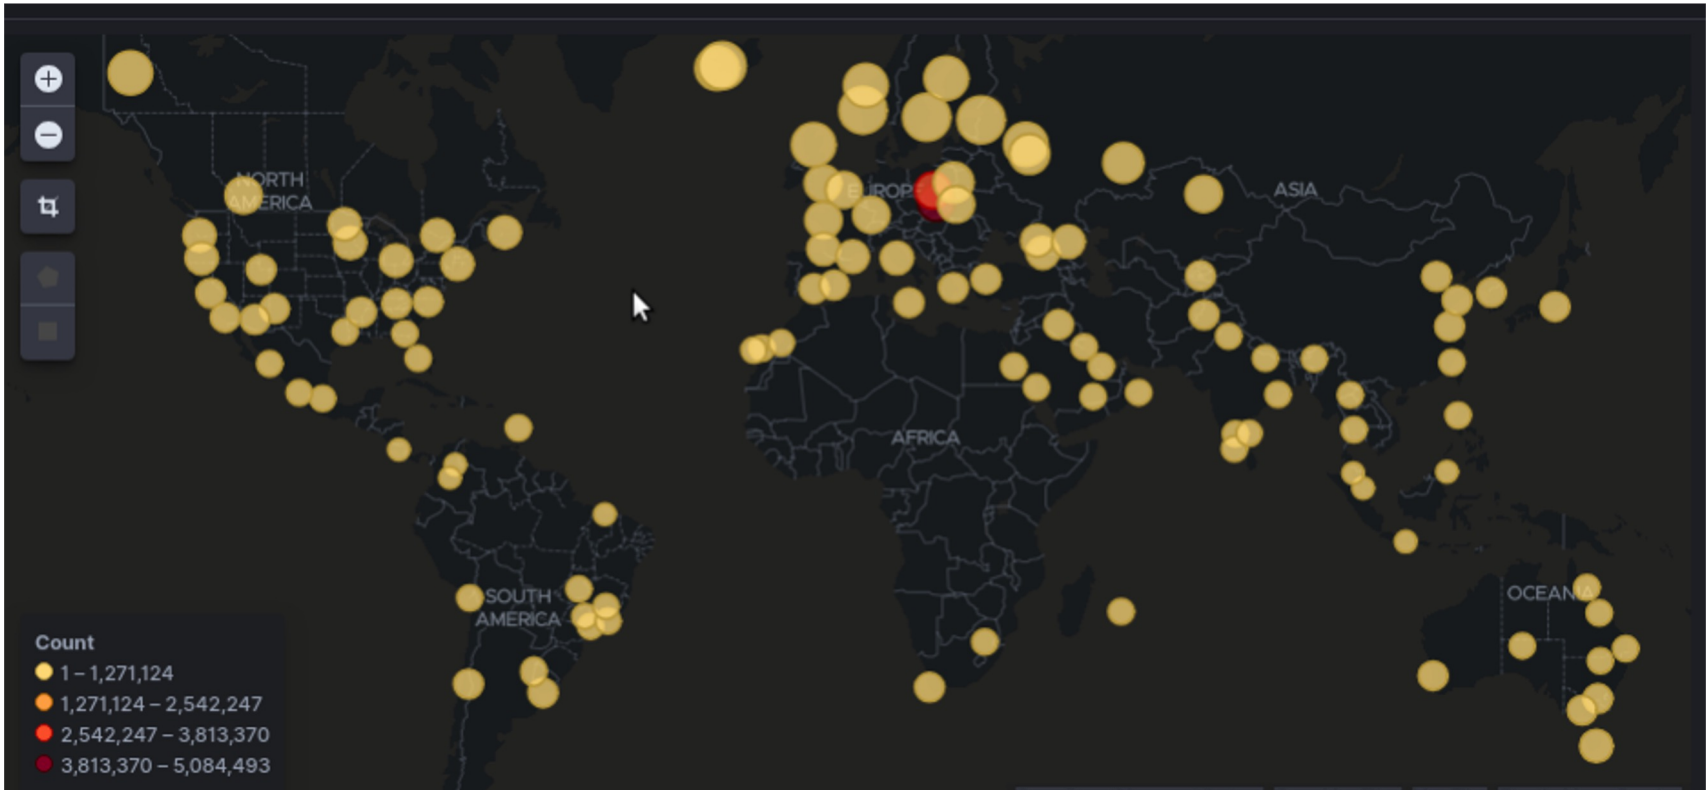 NORTH
AMERICA
EUROPE
ASIA
AFRICA
SOUTH
AMERICA
OCEANIA
Count
1 – 1,271,124
1,271,124 – 2,542,247
2,542,247 – 3,813,370
3,813,370 – 5,084,493